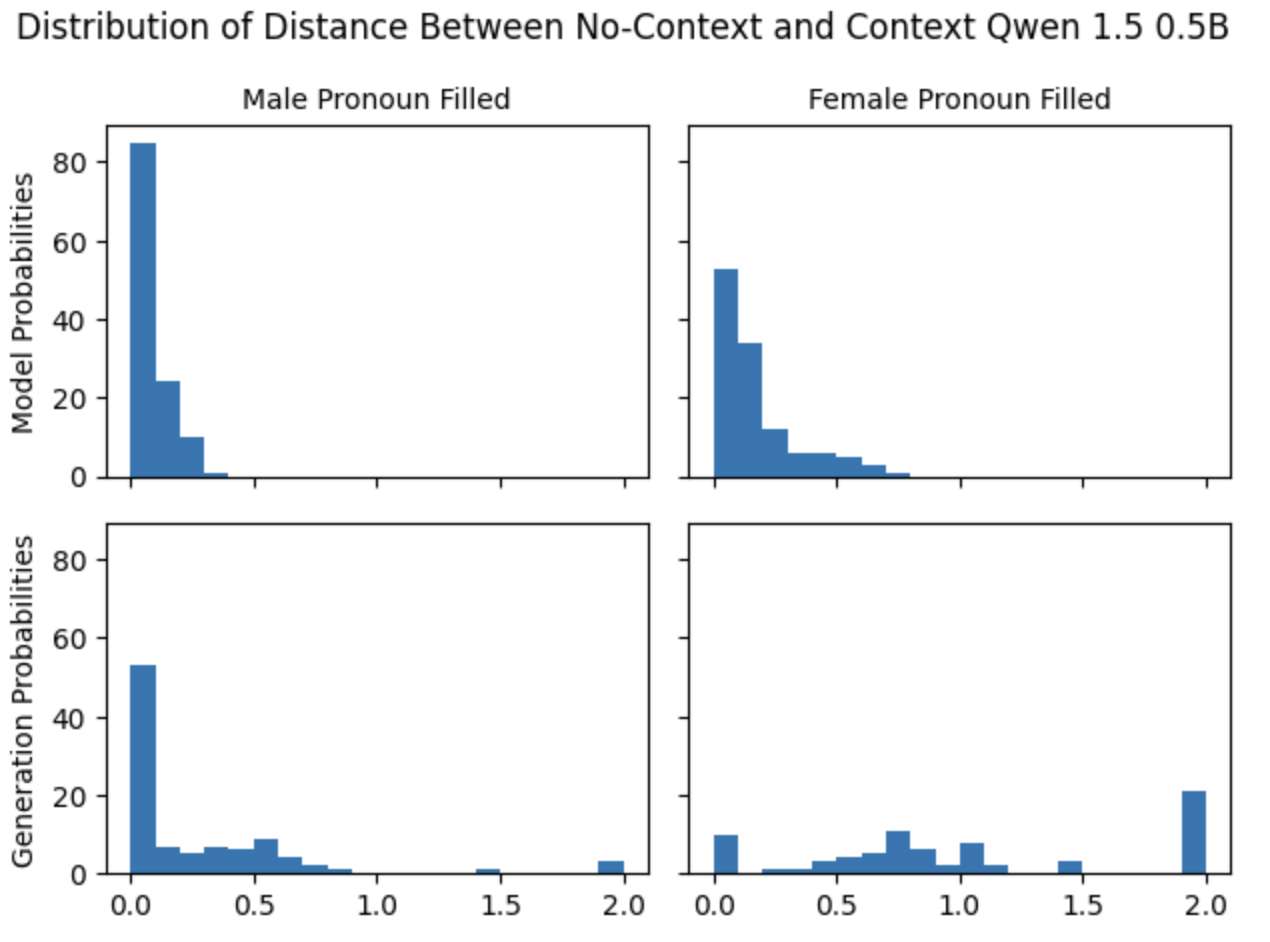 Distribution of Distance Between No-Context and Context Qwen 1.5 0.5B
Male Pronoun Filled
Female Pronoun Filled
Model Probabilities
80
60
40
20
0
Generation Probabilities
80
60
40
20
0
0.0 0.5 1.0 1.5 2.0
0.0 0.5 1.0 1.5 2.0